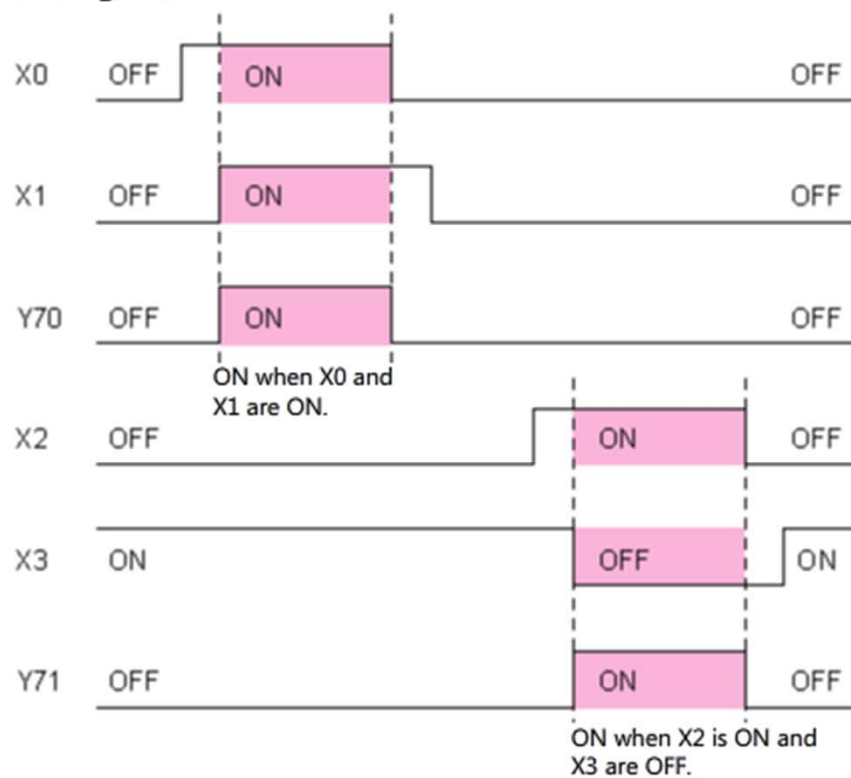 X0 OFF ON OFF
X1 OFF ON OFF
Y70 OFF ON OFF
ON when X0 and
X1 are ON.
X2 OFF ON OFF
X3 ON OFF ON
Y71 OFF ON OFF
ON when X2 is ON and
X3 are OFF.